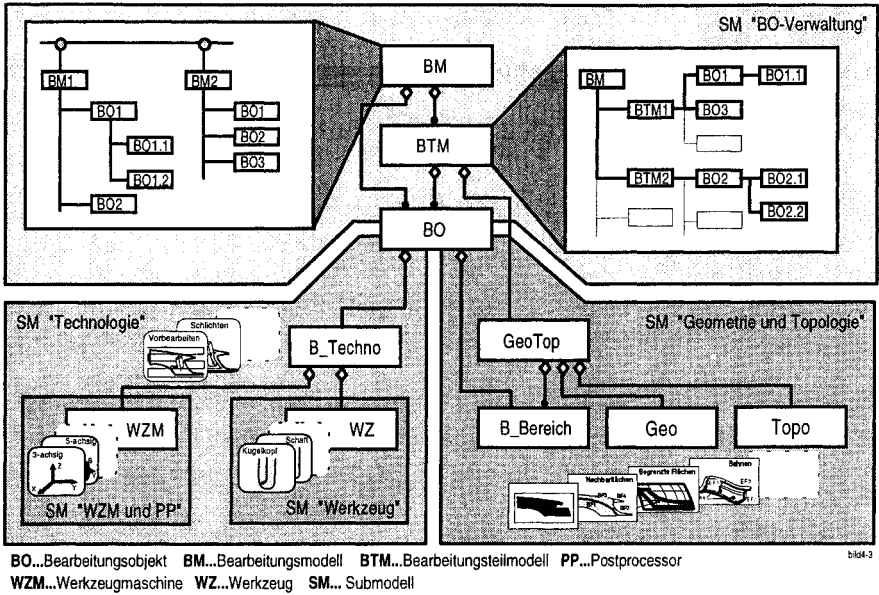 SM "BO-Verwaltung"
BM1
BO1
BO1.1
BO1.2
BO2
BM2
BO1
BO2
BO3
BM
BTM
BO
BM
BTM1
BO1
BO1.1
BO3
BTM2
BO2
BO2.1
BO2.2
SM "Technologie"
Schlichten
Vorbearbeiten
B_Techno
WZM
5-achsig
3-achsig
Z
X
Y
SM "WZM und PP"
WZ
Schaft
Kugelkopf
SM "Werkzeug"
SM "Geometrie und Topologie"
GeoTop
B_Bereich
Geo
Topo
Nachbarflächen
Begrenzte Flächen
Bahnen
BO...Bearbeitungsobjekt BM...Bearbeitungsmodell BTM...Bearbeitungsteilmodell PP...Postprocessor
WZM...Werkzeugmaschine WZ...Werkzeug SM... Submodell
bild4-3